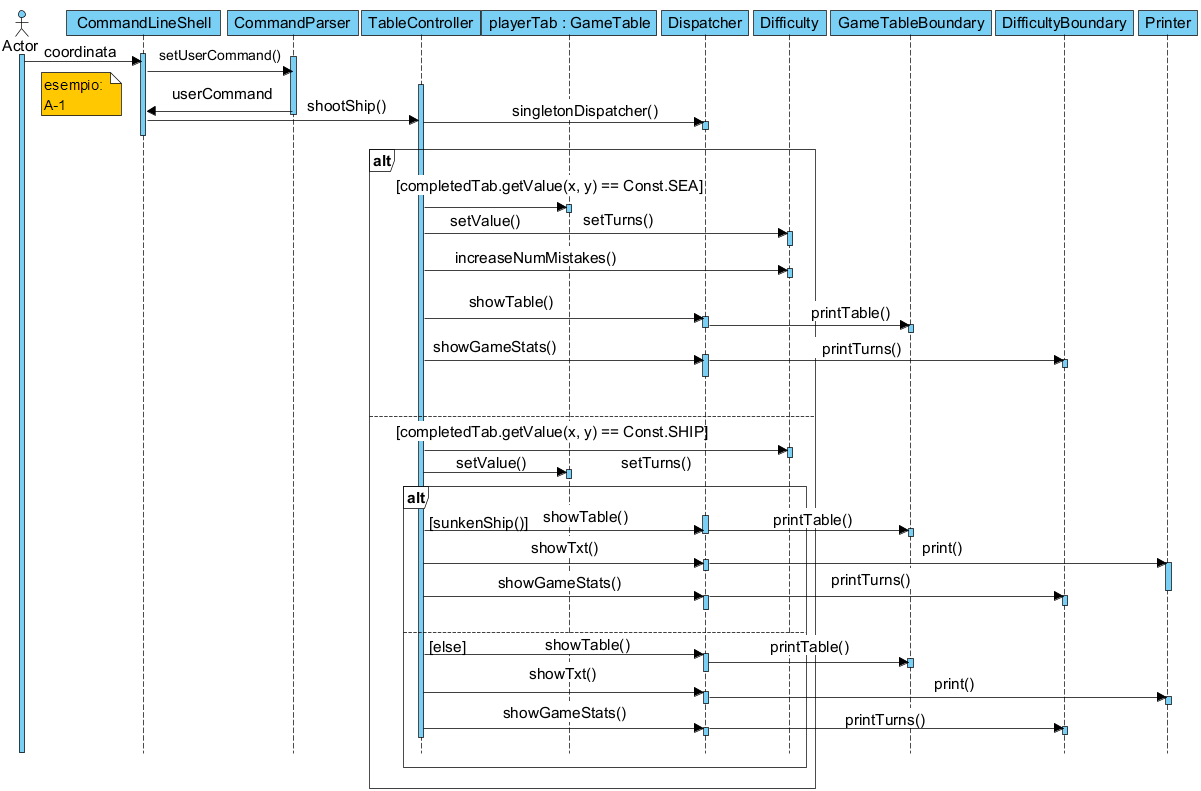 CommandLineShell
CommandParser
TableController
playerTab : GameTable
Dispatcher
Difficulty
GameTableBoundary
DifficultyBoundary
Printer
Actor
coordinata
setUserCommand()
esempio:
A-1
userCommand
shootShip()
singletonDispatcher()
alt
[completedTab.getValue(x, y) == Const.SEA]
setValue()
setTurns()
increaseNumMistakes()
showTable()
printTable()
showGameStats()
printTurns()
[completedTab.getValue(x, y) == Const.SHIP]
setValue()
setTurns()
alt
[sunkenShip()]
showTable()
printTable()
showTxt()
print()
showGameStats()
printTurns()
[else]
showTable()
printTable()
showTxt()
print()
showGameStats()
printTurns()